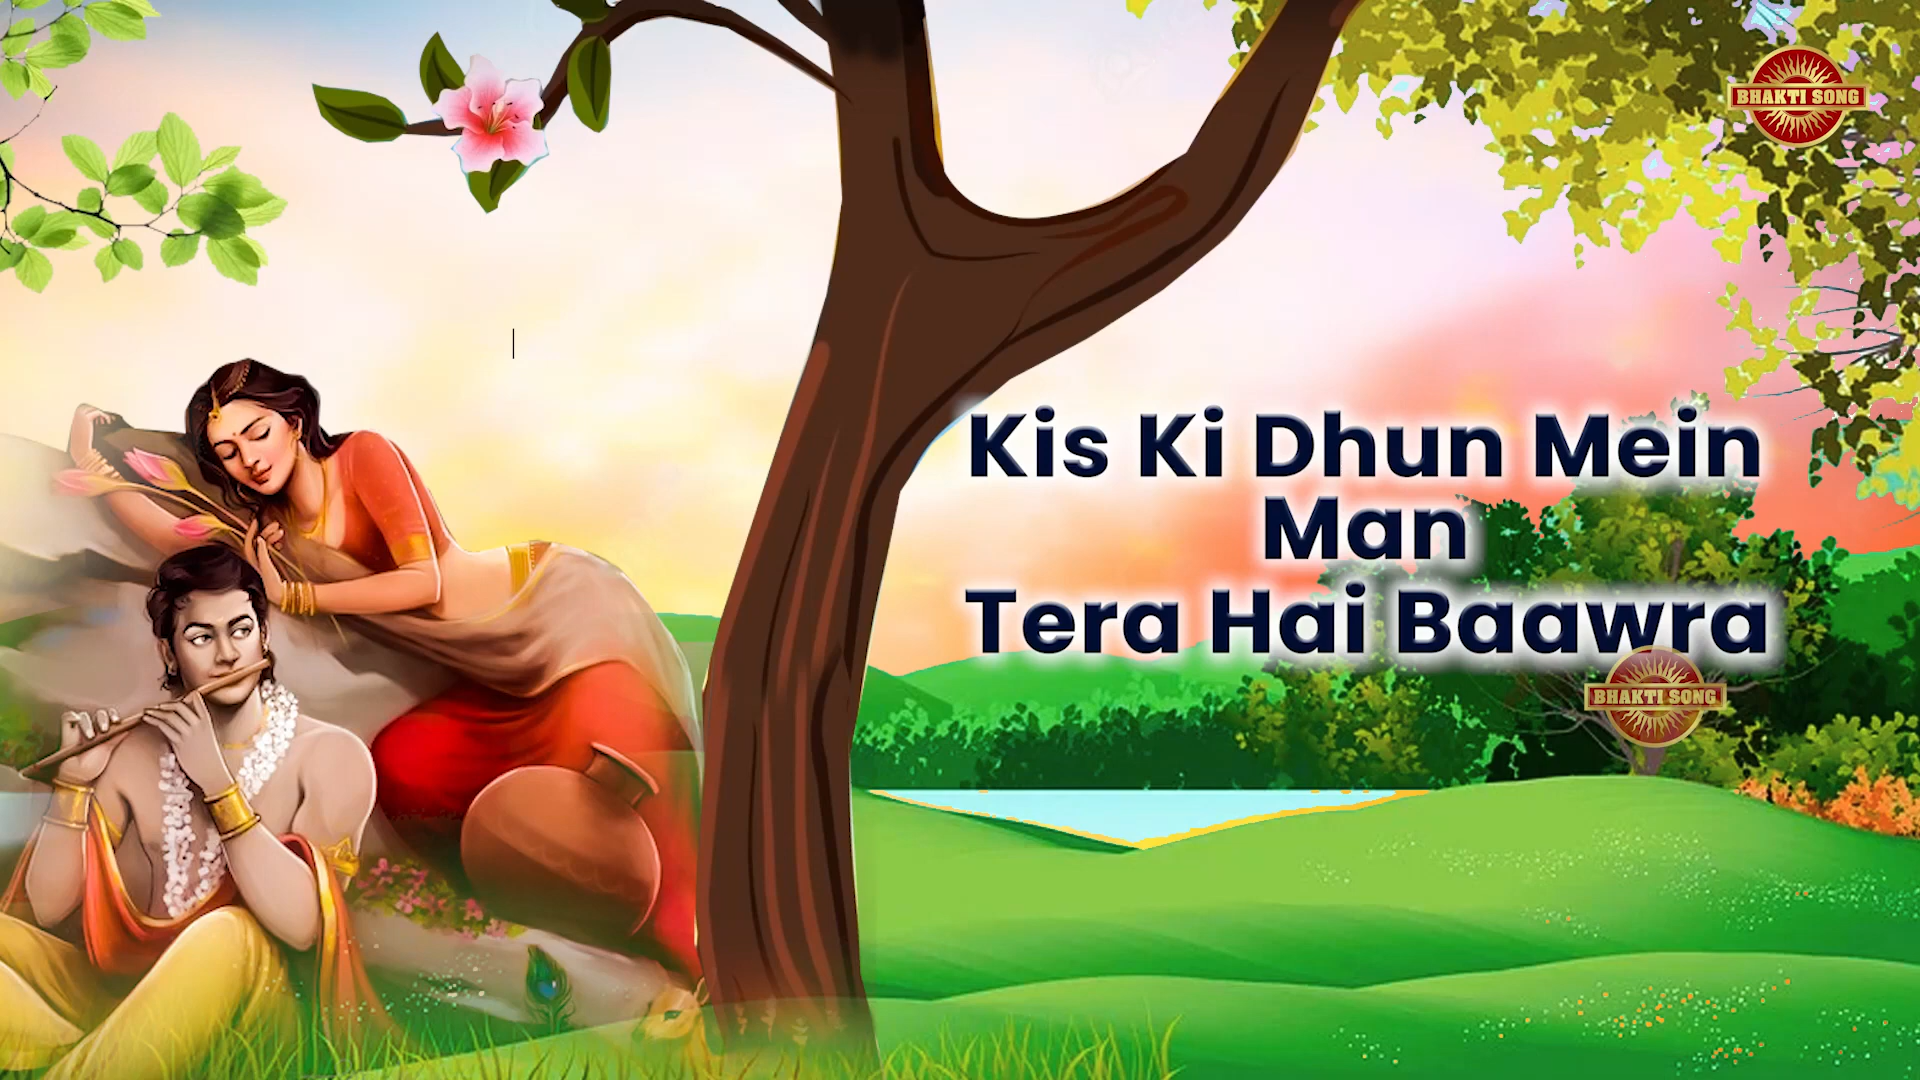 BHAKTI SONG
Kis Ki Dhun Mein
Man
Tera Hai Baawra
BHAKTI SONG